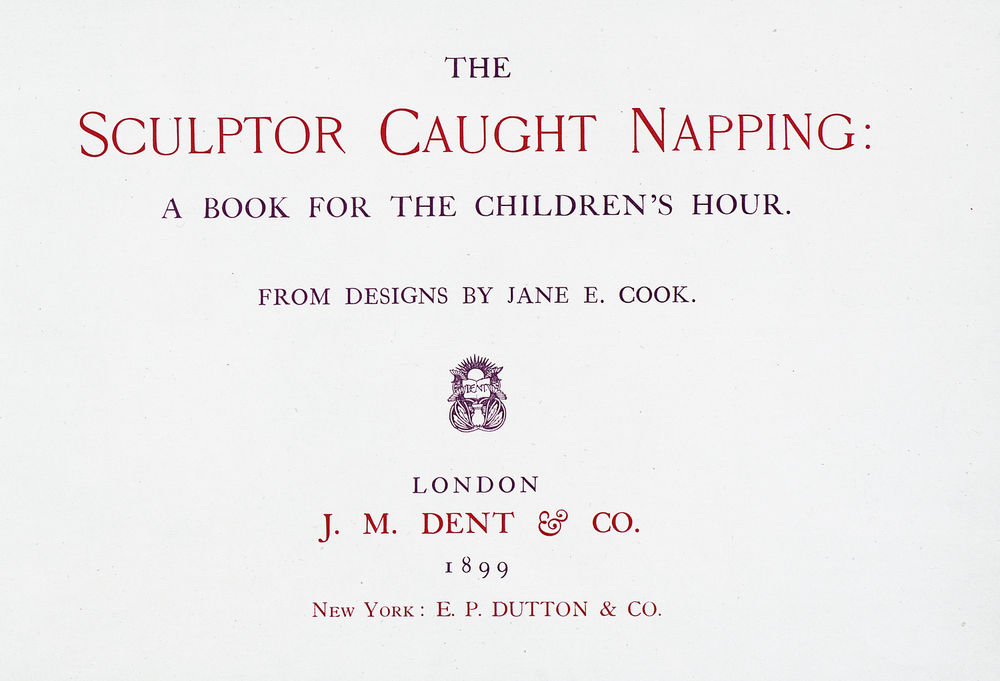 THE
SCULPTOR CAUGHT NAPPING:
A BOOK FOR THE CHILDREN'S HOUR.
FROM DESIGNS BY JANE E. COOK.
DENT
LONDON
J. M. DENT & CO.
1899
NEW YORK: E. P. DUTTON & CO.